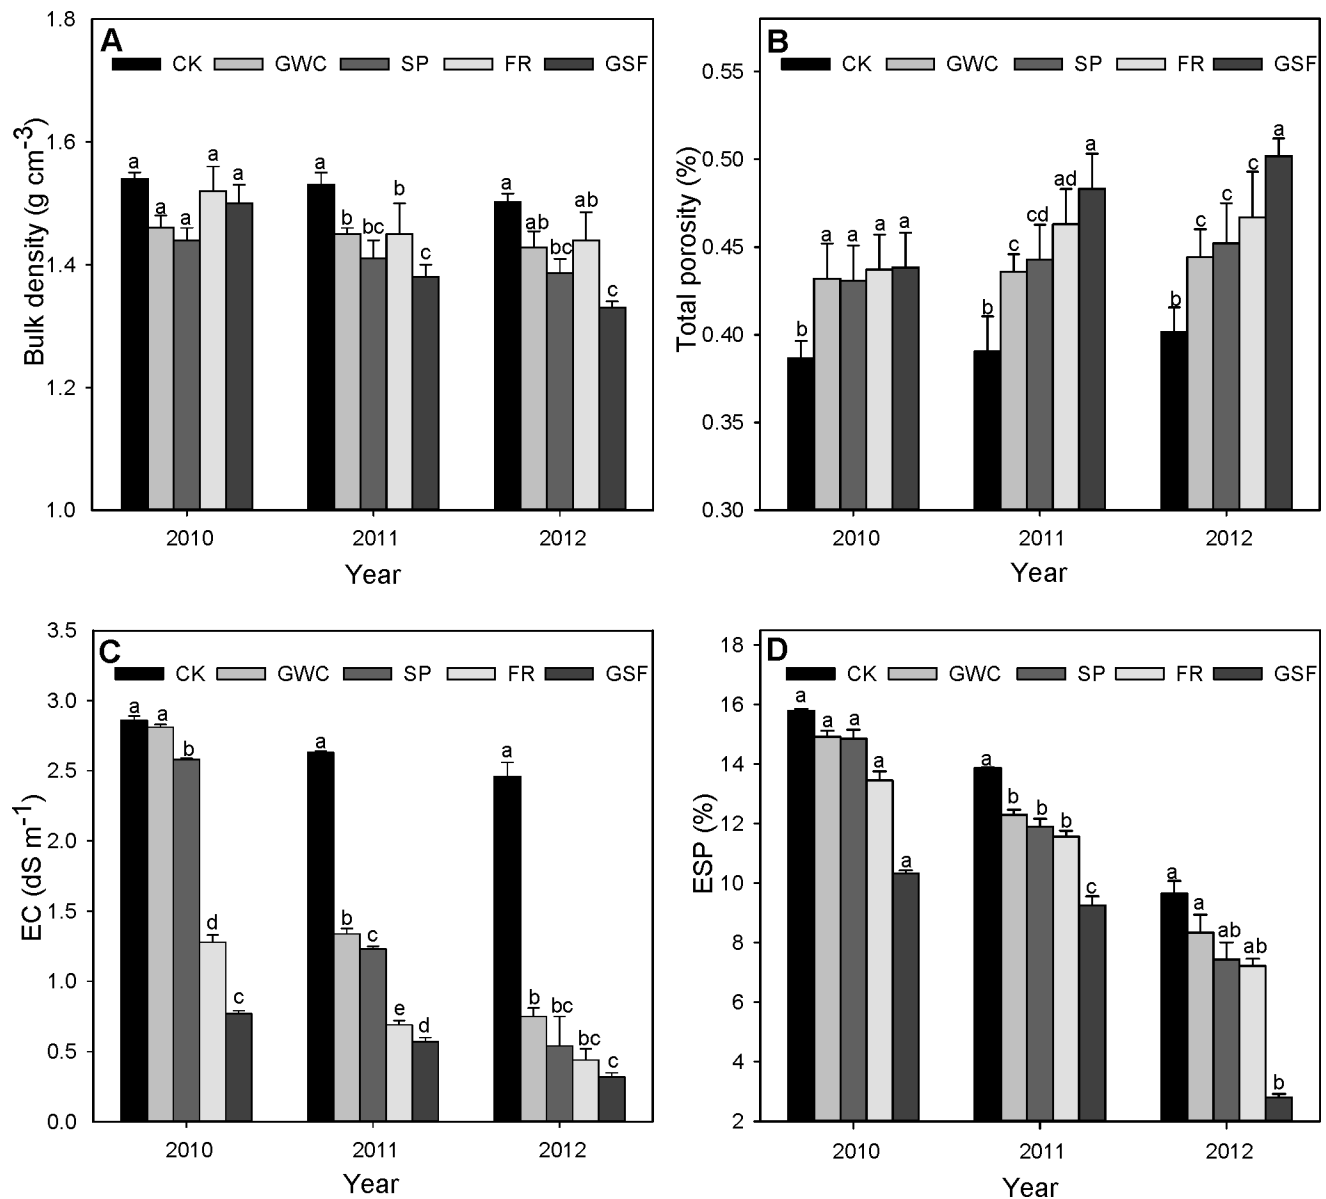 A
CK GWC SP FR GSF
Bulk density (g cm-3)
1.8
1.6
1.4
1.2
1.0
a a a a a
a b bc b c
a ab bc ab c
2010 2011 2012
Year
B
CK GWC SP FR GSF
Total porosity (%)
0.55
0.50
0.45
0.40
0.35
0.30
b a a a a
b c cd ad a
b c c c a
2010 2011 2012
Year
C
CK GWC SP FR GSF
EC (dS m-1)
3.5
3.0
2.5
2.0
1.5
1.0
0.5
0.0
a a b d c
a b c e d
a b bc bc c
2010 2011 2012
Year
D
CK GWC SP FR GSF
ESP (%)
18
16
14
12
10
8
6
4
2
a a a a a
a b b b c
a a ab ab b
2010 2011 2012
Year